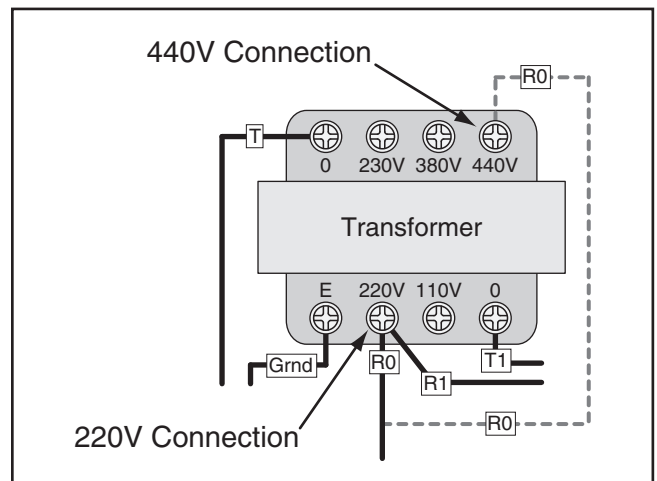 440V Connection
R0
T
0 230V 380V 440V
Transformer
E 220V 110V 0
Grnd R0 T1
R1
220V Connection R0